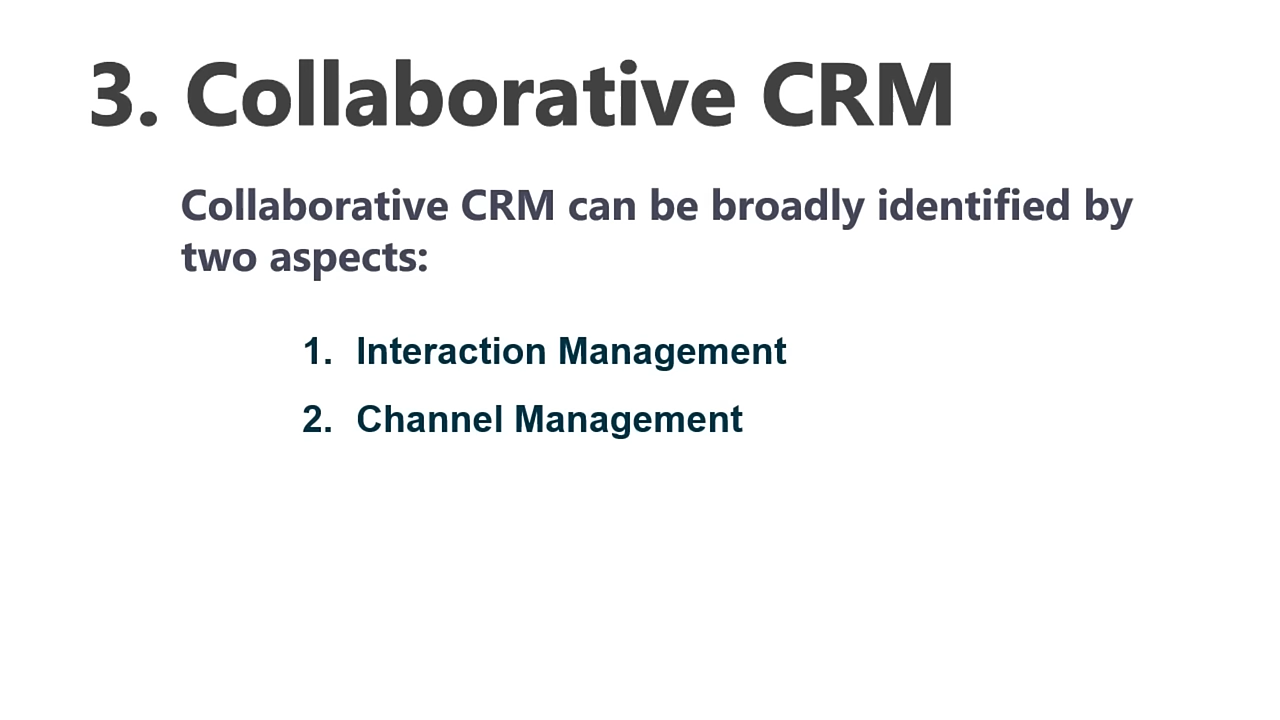 3. Collaborative CRM
Collaborative CRM can be broadly identified by
two aspects:
1. Interaction Management
2. Channel Management